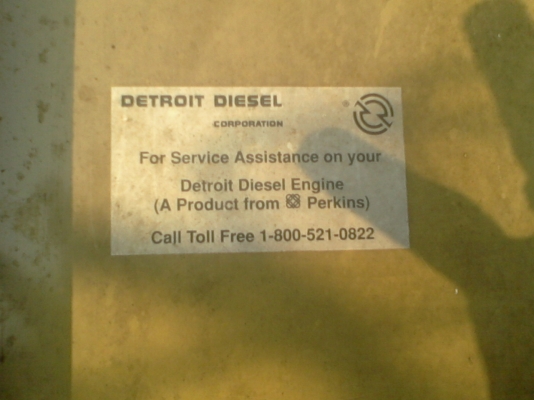 DETROIT DIESEL
CORPORATION
For Service Assistance on your
Detroit Diesel Engine
(A Product from Perkins)
Call Toll Free 1-800-521-0822